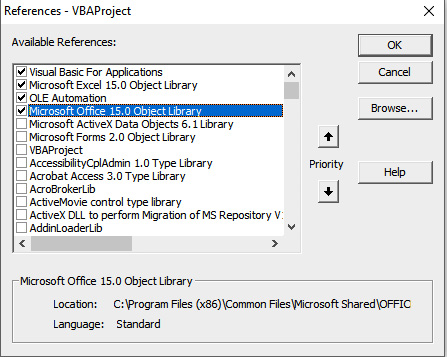 References - VBAProject
Available References:
Visual Basic For Applications
Microsoft Excel 15.0 Object Library
OLE Automation
Microsoft Office 15.0 Object Library
Microsoft ActiveX Data Objects 6.1 Library
Microsoft Forms 2.0 Object Library
VBAProject
AccessibilityCplAdmin 1.0 Type Library
Acrobat Access 3.0 Type Library
AcroBrokerLib
ActiveMovie control type library
ActiveX DLL to perform Migration of MS Repository V
AddinLoaderLib
OK
Cancel
Browse...
Priority
Help
Microsoft Office 15.0 Object Library
Location: C:\Program Files (x86)\Common Files\Microsoft Shared\OFFIC
Language: Standard